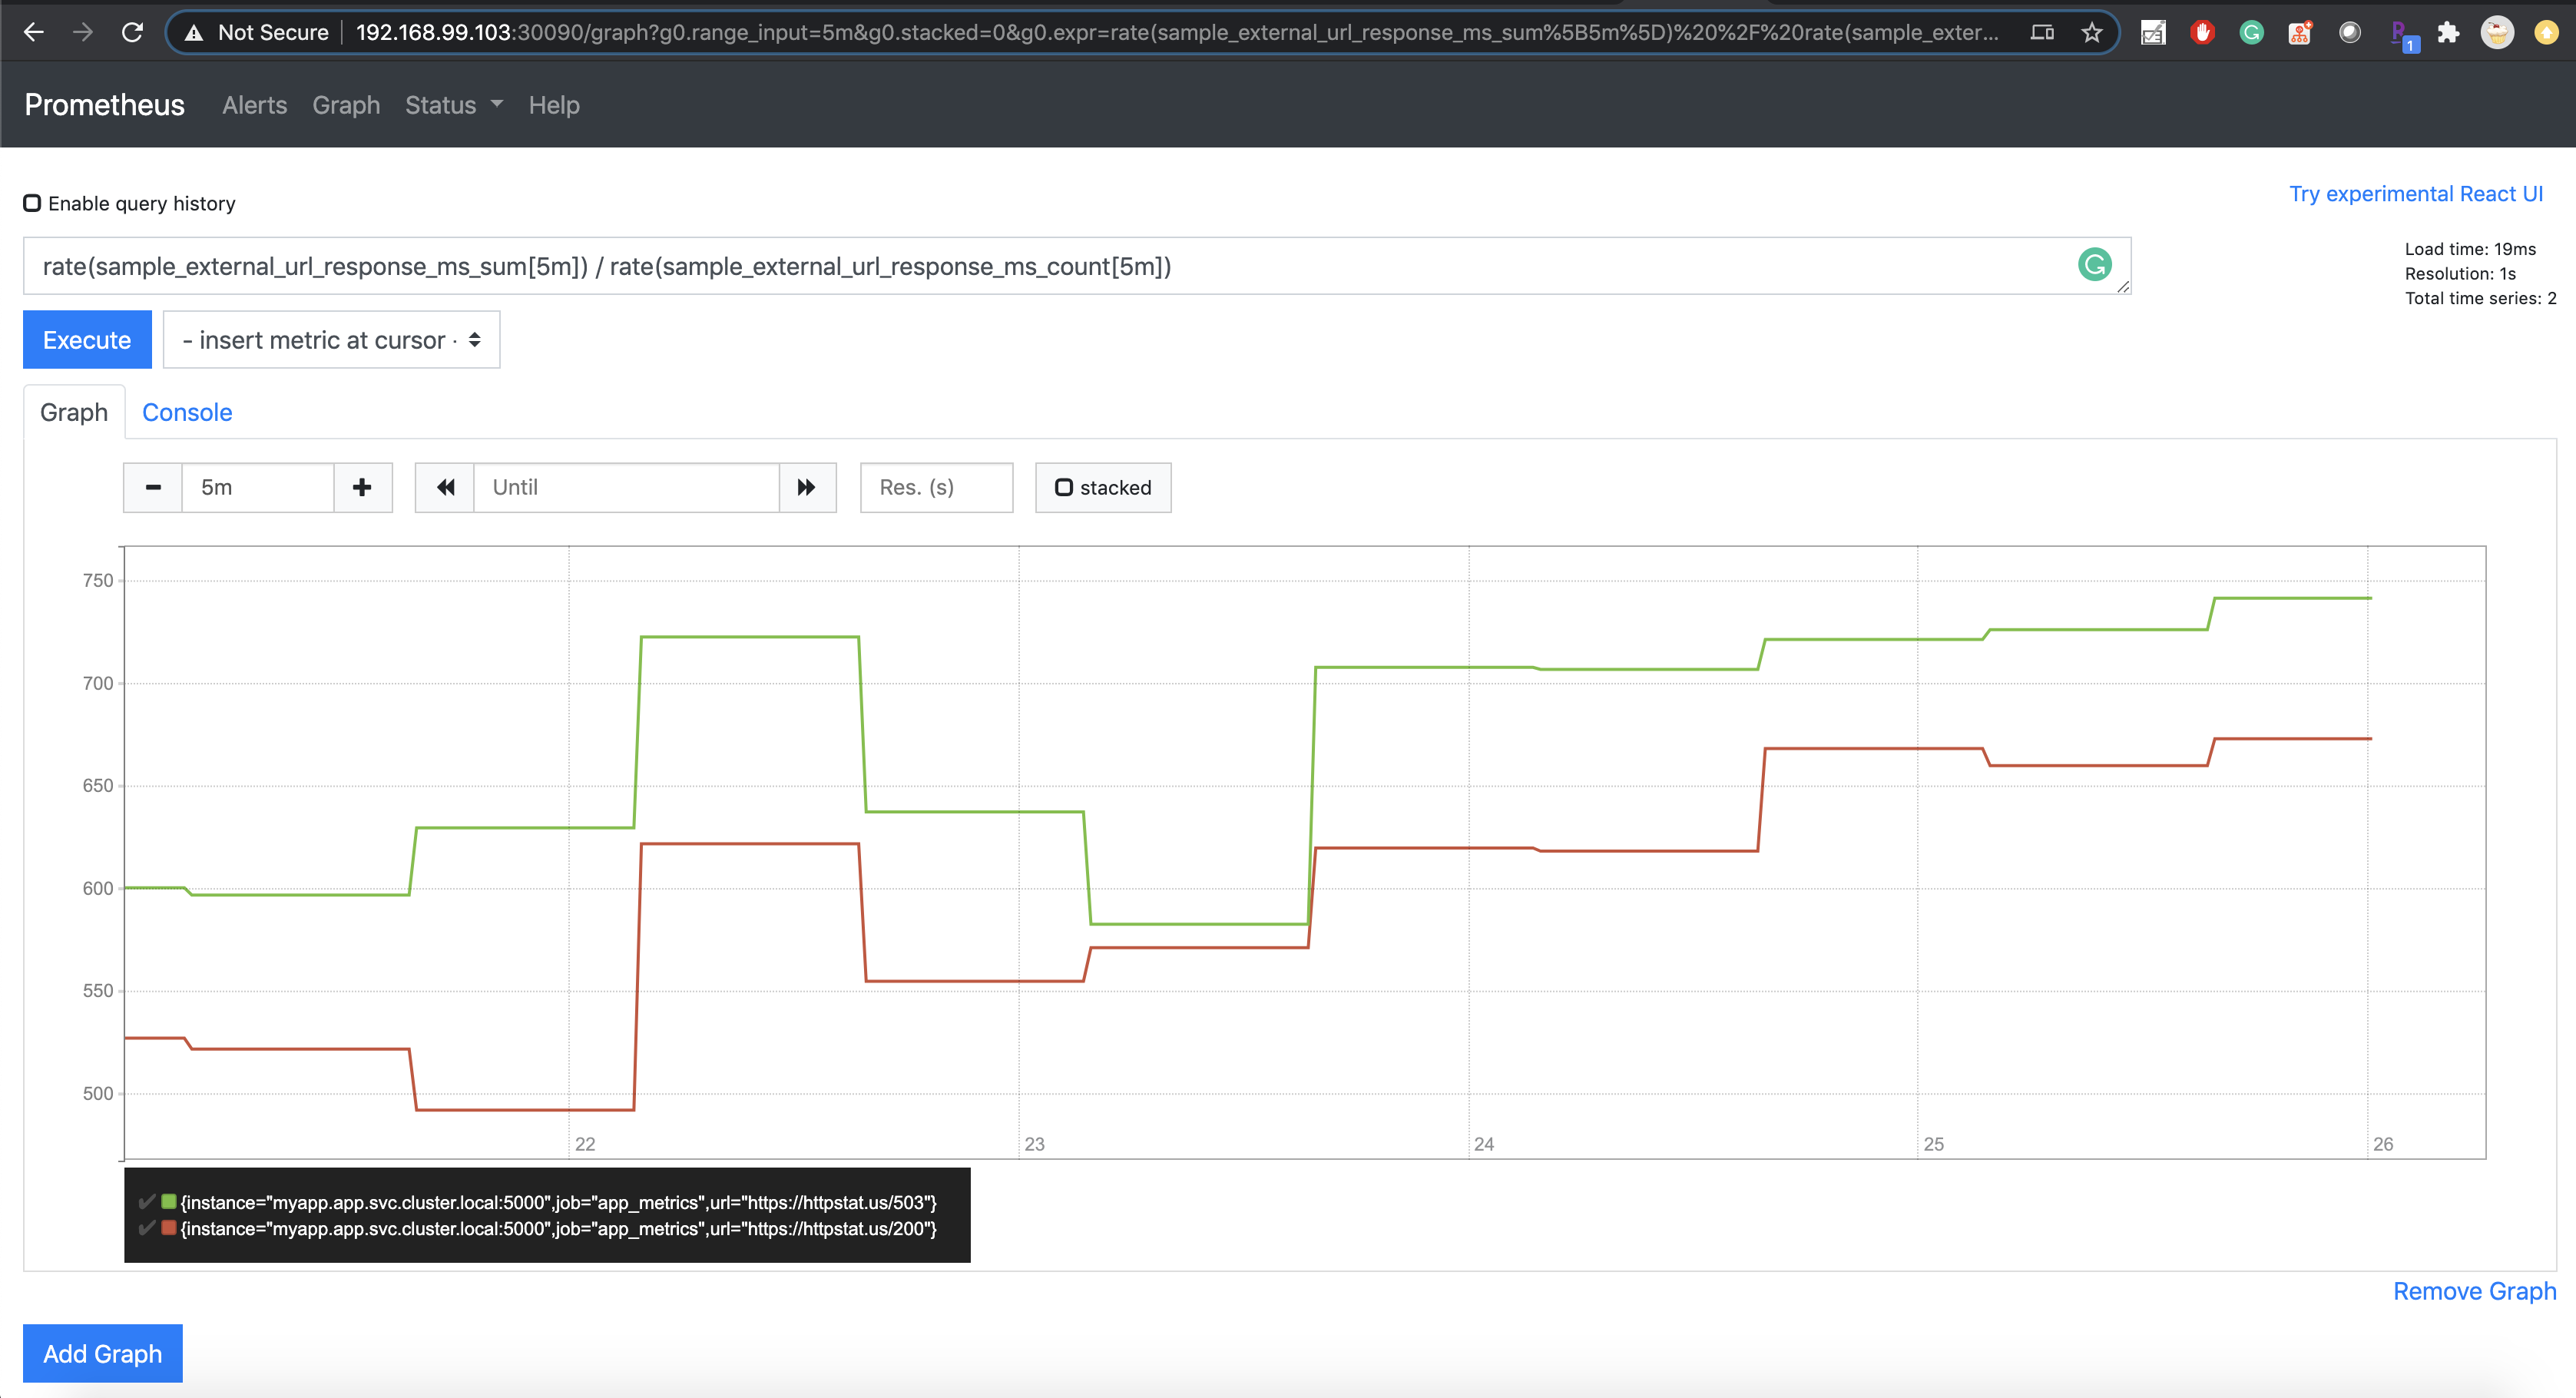 Not Secure | 192.168.99.103:30090/graph?g0.range_input=5m&g0.stacked=0&g0.expr=rate(sample_external_url_response_ms_sum%5B5m%5D)%20%2F%20rate(sample_exter...
1
Prometheus Alerts Graph Status Help
Enable query history
Try experimental React UI
rate(sample_external_url_response_ms_sum[5m]) / rate(sample_external_url_response_ms_count[5m])
Load time: 19ms
Resolution: 1s
Total time series: 2
Execute - insert metric at cursor -
Graph Console
5m Until Res. (s) stacked
750
700
650
600
550
500
22 23 24 25 26
{instance="myapp.app.svc.cluster.local:5000",job="app_metrics",url="https://httpstat.us/503"}
{instance="myapp.app.svc.cluster.local:5000",job="app_metrics",url="https://httpstat.us/200"}
Remove Graph
Add Graph